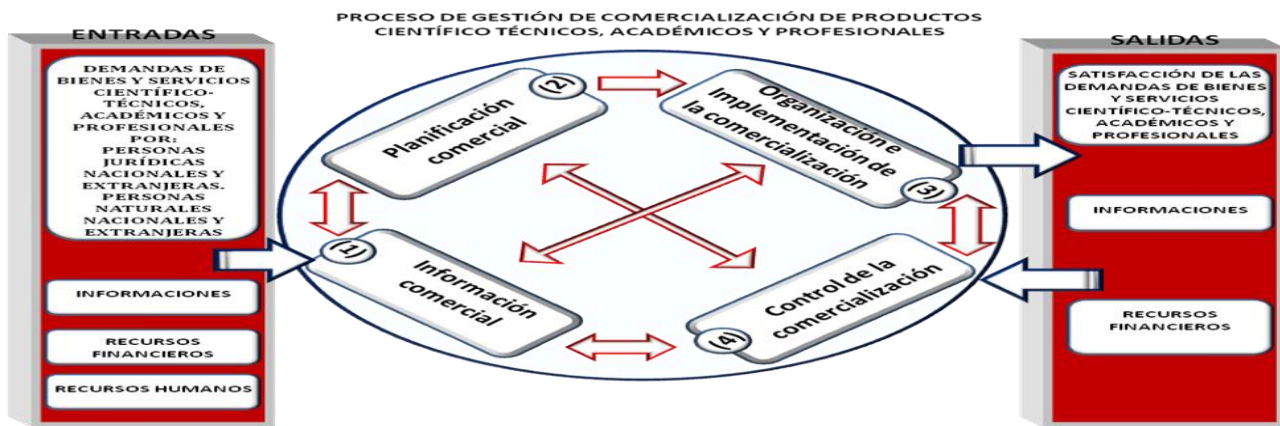 PROCESO DE GESTIÓN DE COMERCIALIZACIÓN DE PRODUCTOS
CIENTÍFICO TÉCNICOS, ACADÉMICOS Y PROFESIONALES
ENTRADAS
DEMANDAS DE
BIENES Y SERVICIOS
CIENTÍFICO-
TÉCNICOS,
ACADÉMICOS Y
PROFESIONALES
POR:
PERSONAS
JURÍDICAS
NACIONALES Y
EXTRANJERAS.
PERSONAS
NATURALES
NACIONALES Y
EXTRANJERAS
INFORMACIONES
RECURSOS
FINANCIEROS
RECURSOS HUMANOS
(1)
Información
comercial
(2)
Planificación
comercial
Organización e
Implementación de
la comercialización
(3)
Control de la
comercialización
(4)
SALIDAS
SATISFACCIÓN DE LAS
DEMANDAS DE BIENES
Y SERVICIOS
CIENTÍFICO-TÉCNICOS,
ACADÉMICOS Y
PROFESIONALES
INFORMACIONES
RECURSOS
FINANCIEROS